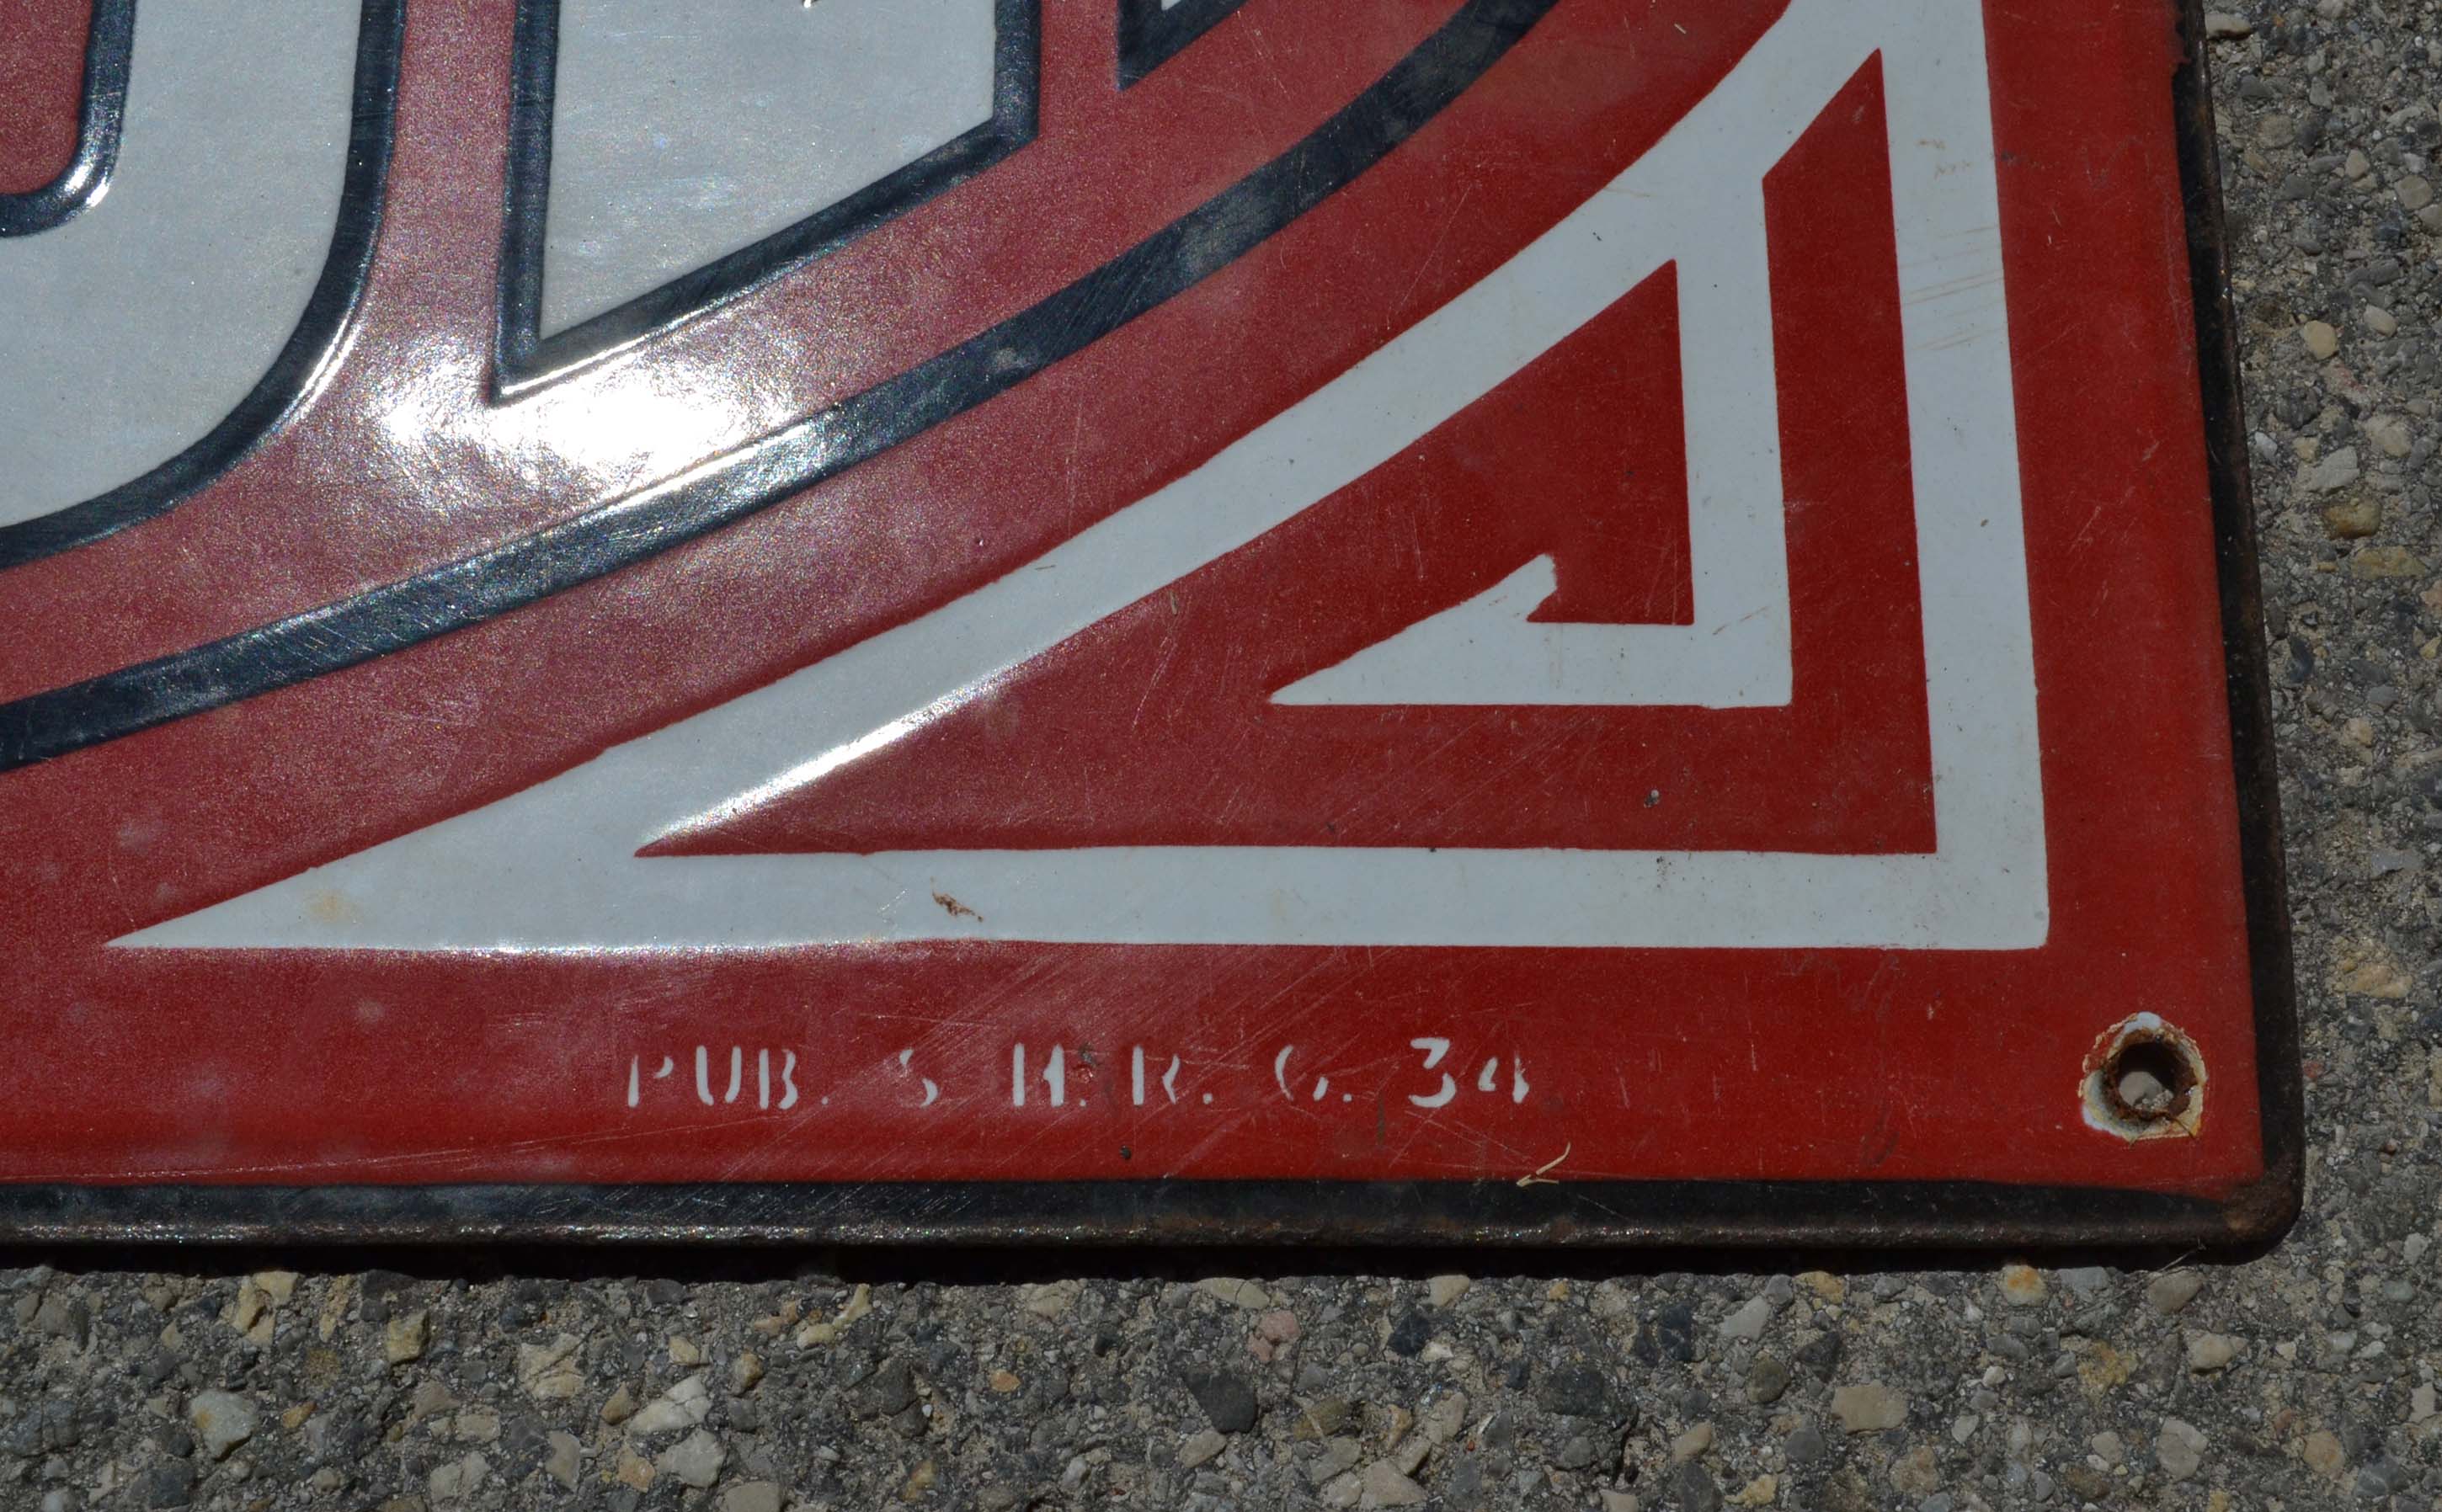 PUB. S H. R. G. 34